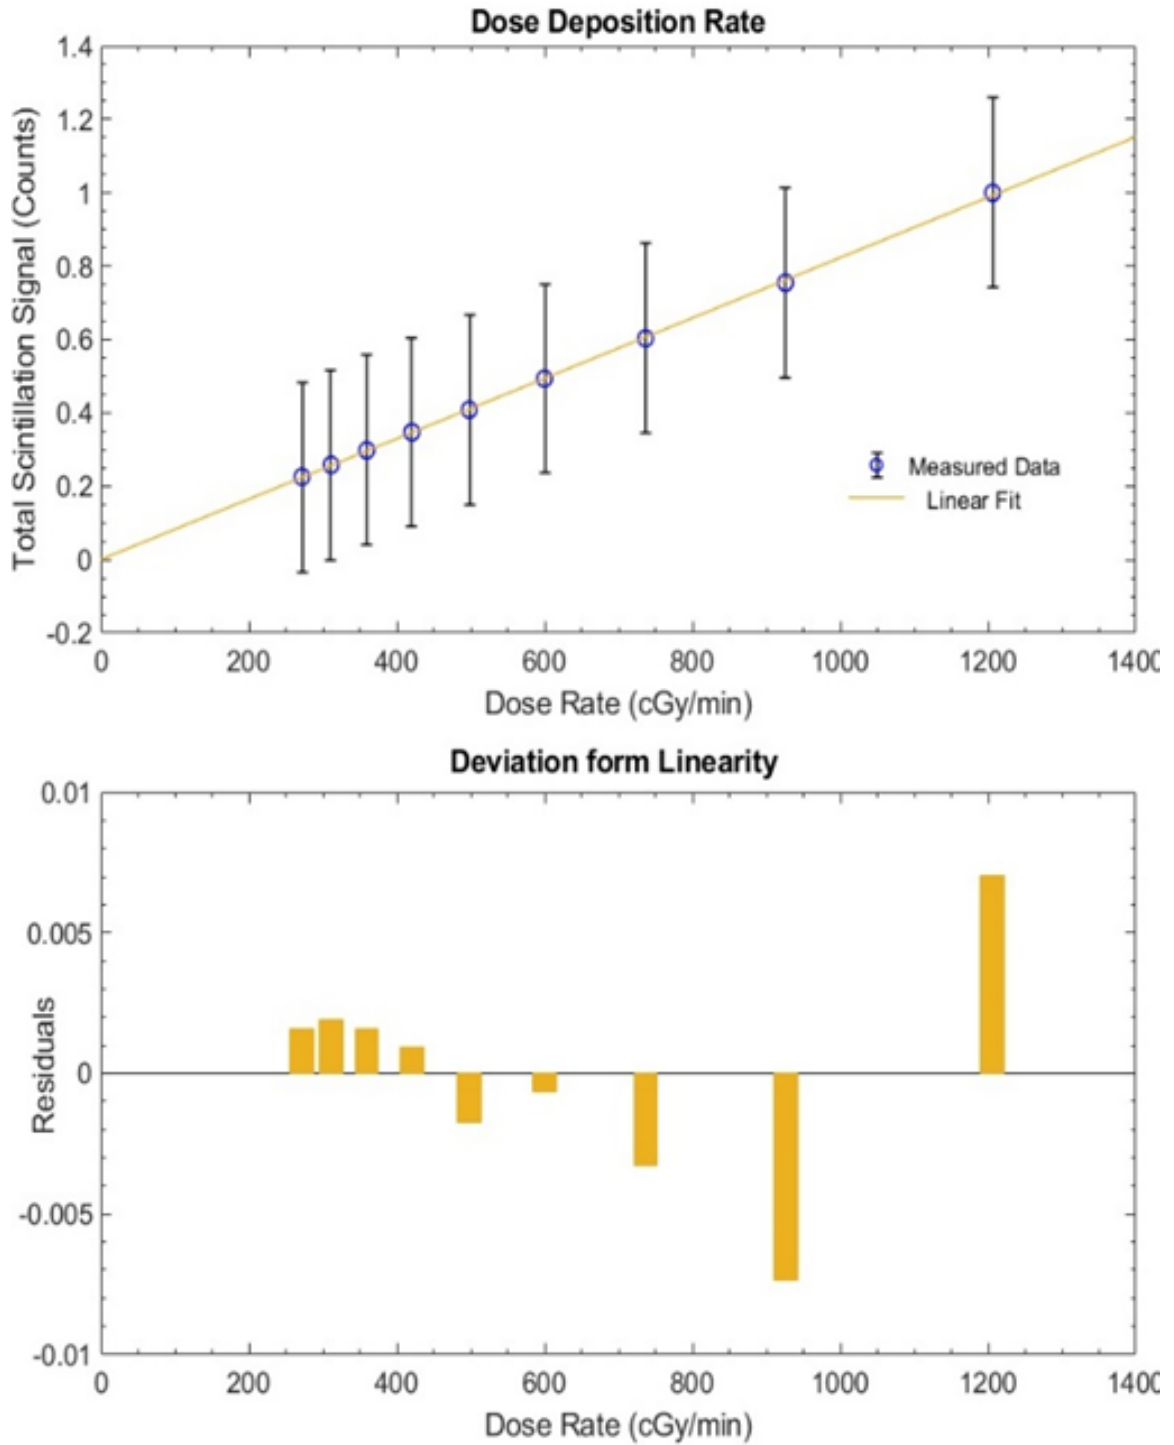 Dose Deposition Rate
1.4
1.2
1
0.8
0.6
0.4
0.2
0
-0.2
Total Scintillation Signal (Counts)
Measured Data
Linear Fit
0 200 400 600 800 1000 1200 1400
Dose Rate (cGy/min)
Deviation form Linearity
0.01
0.005
0
-0.005
-0.01
Residuals
0 200 400 600 800 1000 1200 1400
Dose Rate (cGy/min)